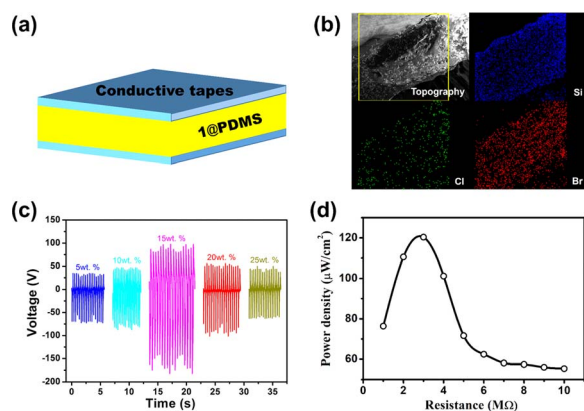 (a)
Conductive tapes
1@PDMS
(b)
Topography
Si
Cl
Br
(c)
Voltage (V)
150
100
50
0
-50
-100
-150
-200
5wt. %
10wt. %
15wt. %
20wt. %
25wt. %
0 5 10 15 20 25 30 35
Time (s)
(d)
Power density (μW/cm²)
120
100
80
60
0 2 4 6 8 10
Resistance (MΩ)